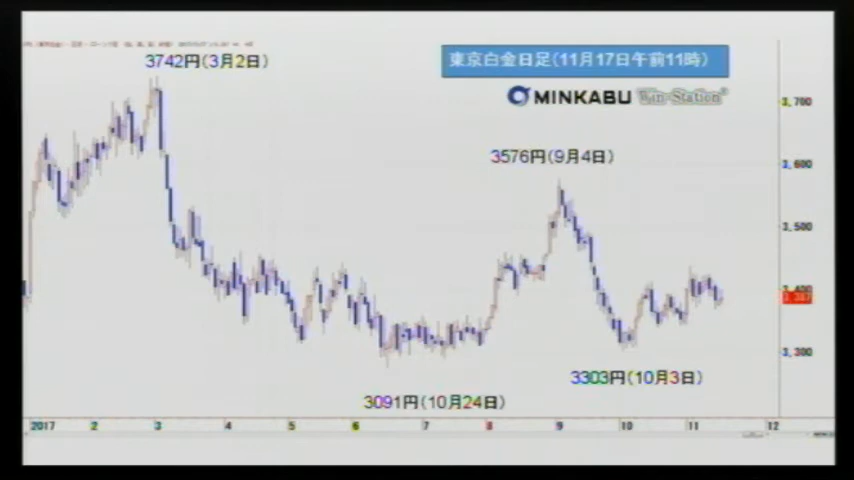 3742円(3月2日)
東京白金日足(11月17日午前11時)
MINKABU Win-Station
3,700
3576円(9月4日)
3,600
3,500
3,400
3,300
3303円(10月3日)
3091円(10月24日)
2017 2 3 4 5 6 7 8 9 10 11 12